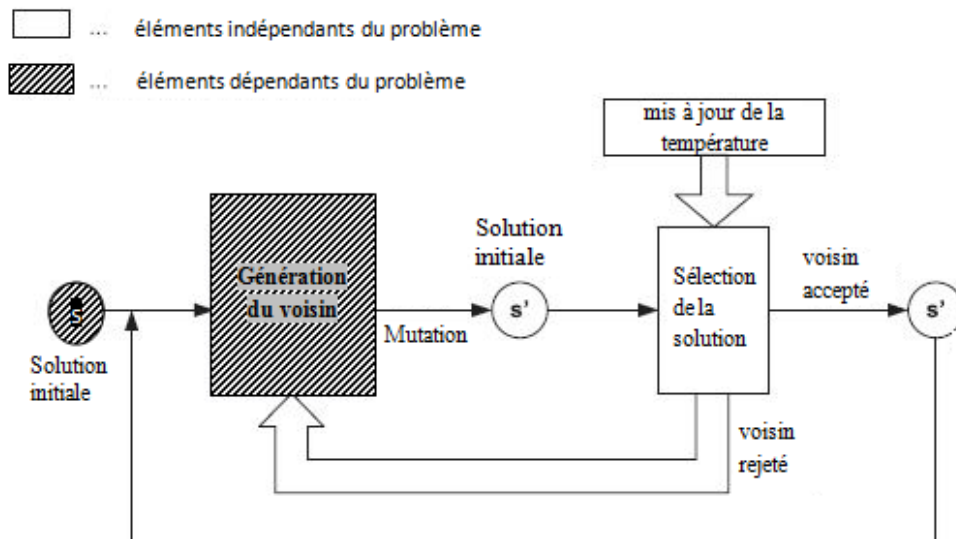 ... éléments indépendants du problème
... éléments dépendants du problème
mis à jour de la
température
Solution
initiale
Génération
du voisin
Sélection
de la
solution
voisin
accepté
s'
s'
Mutation
Solution
initiale
voisin
rejeté